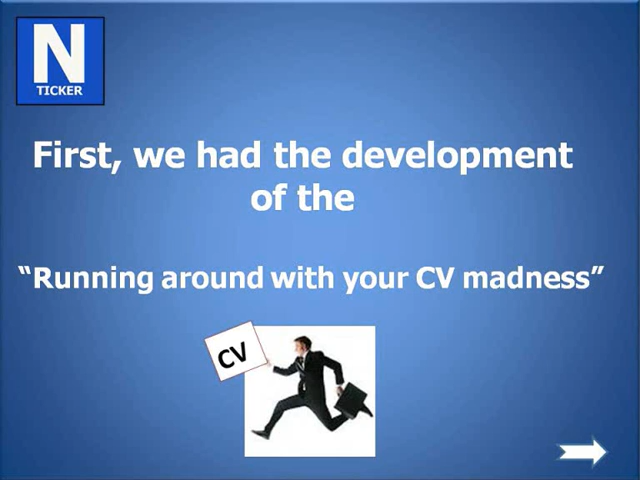 N
TICKER
First, we had the development
of the
“Running around with your CV madness”
CV